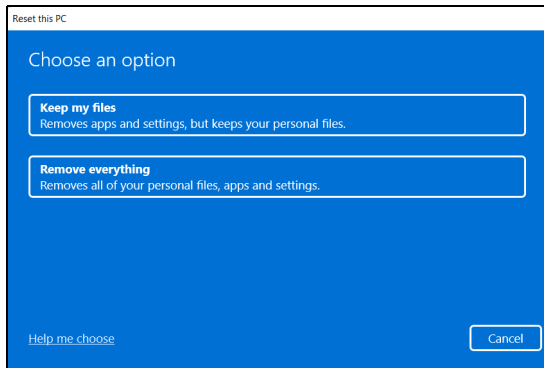 Reset this PC
Choose an option
Keep my files
Removes apps and settings, but keeps your personal files.
Remove everything
Removes all of your personal files, apps and settings.
Help me choose
Cancel